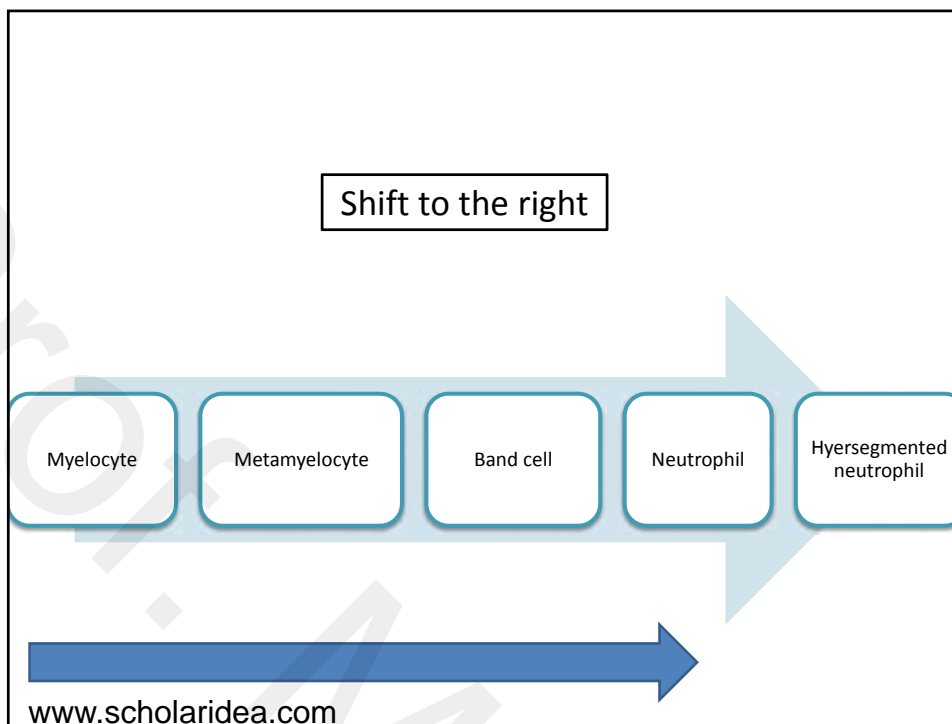 Shift to the right
Myelocyte
Metamyelocyte
Band cell
Neutrophil
Hyersegmented
neutrophil
www.scholaridea.com